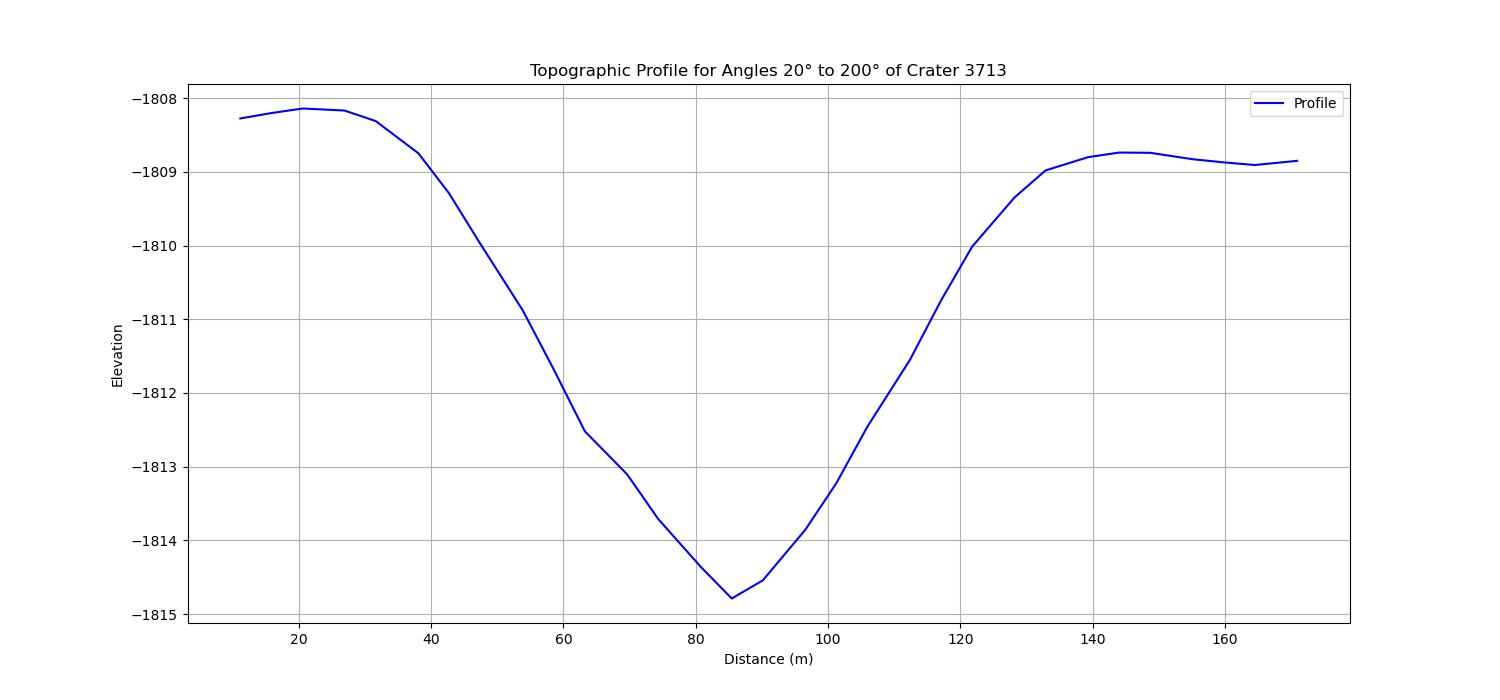 Topographic Profile for Angles 20° to 200° of Crater 3713
Profile
−1808
−1809
−1810
−1811
−1812
−1813
−1814
−1815
Elevation
20 40 60 80 100 120 140 160
Distance (m)